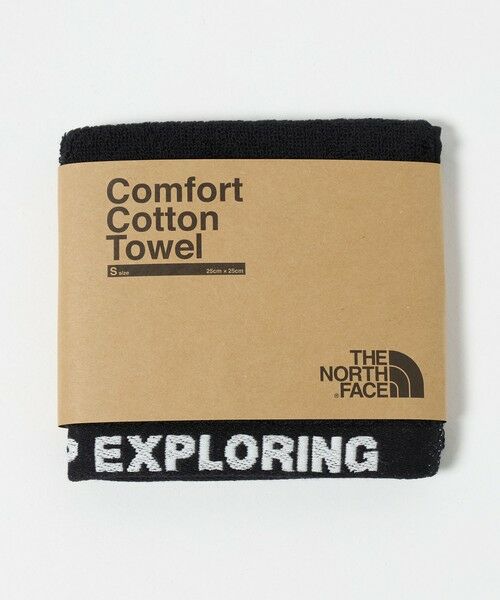 Comfort
Cotton
Towel
S size 25cm × 25cm
THE
NORTH
®FACE
P EXPLORING